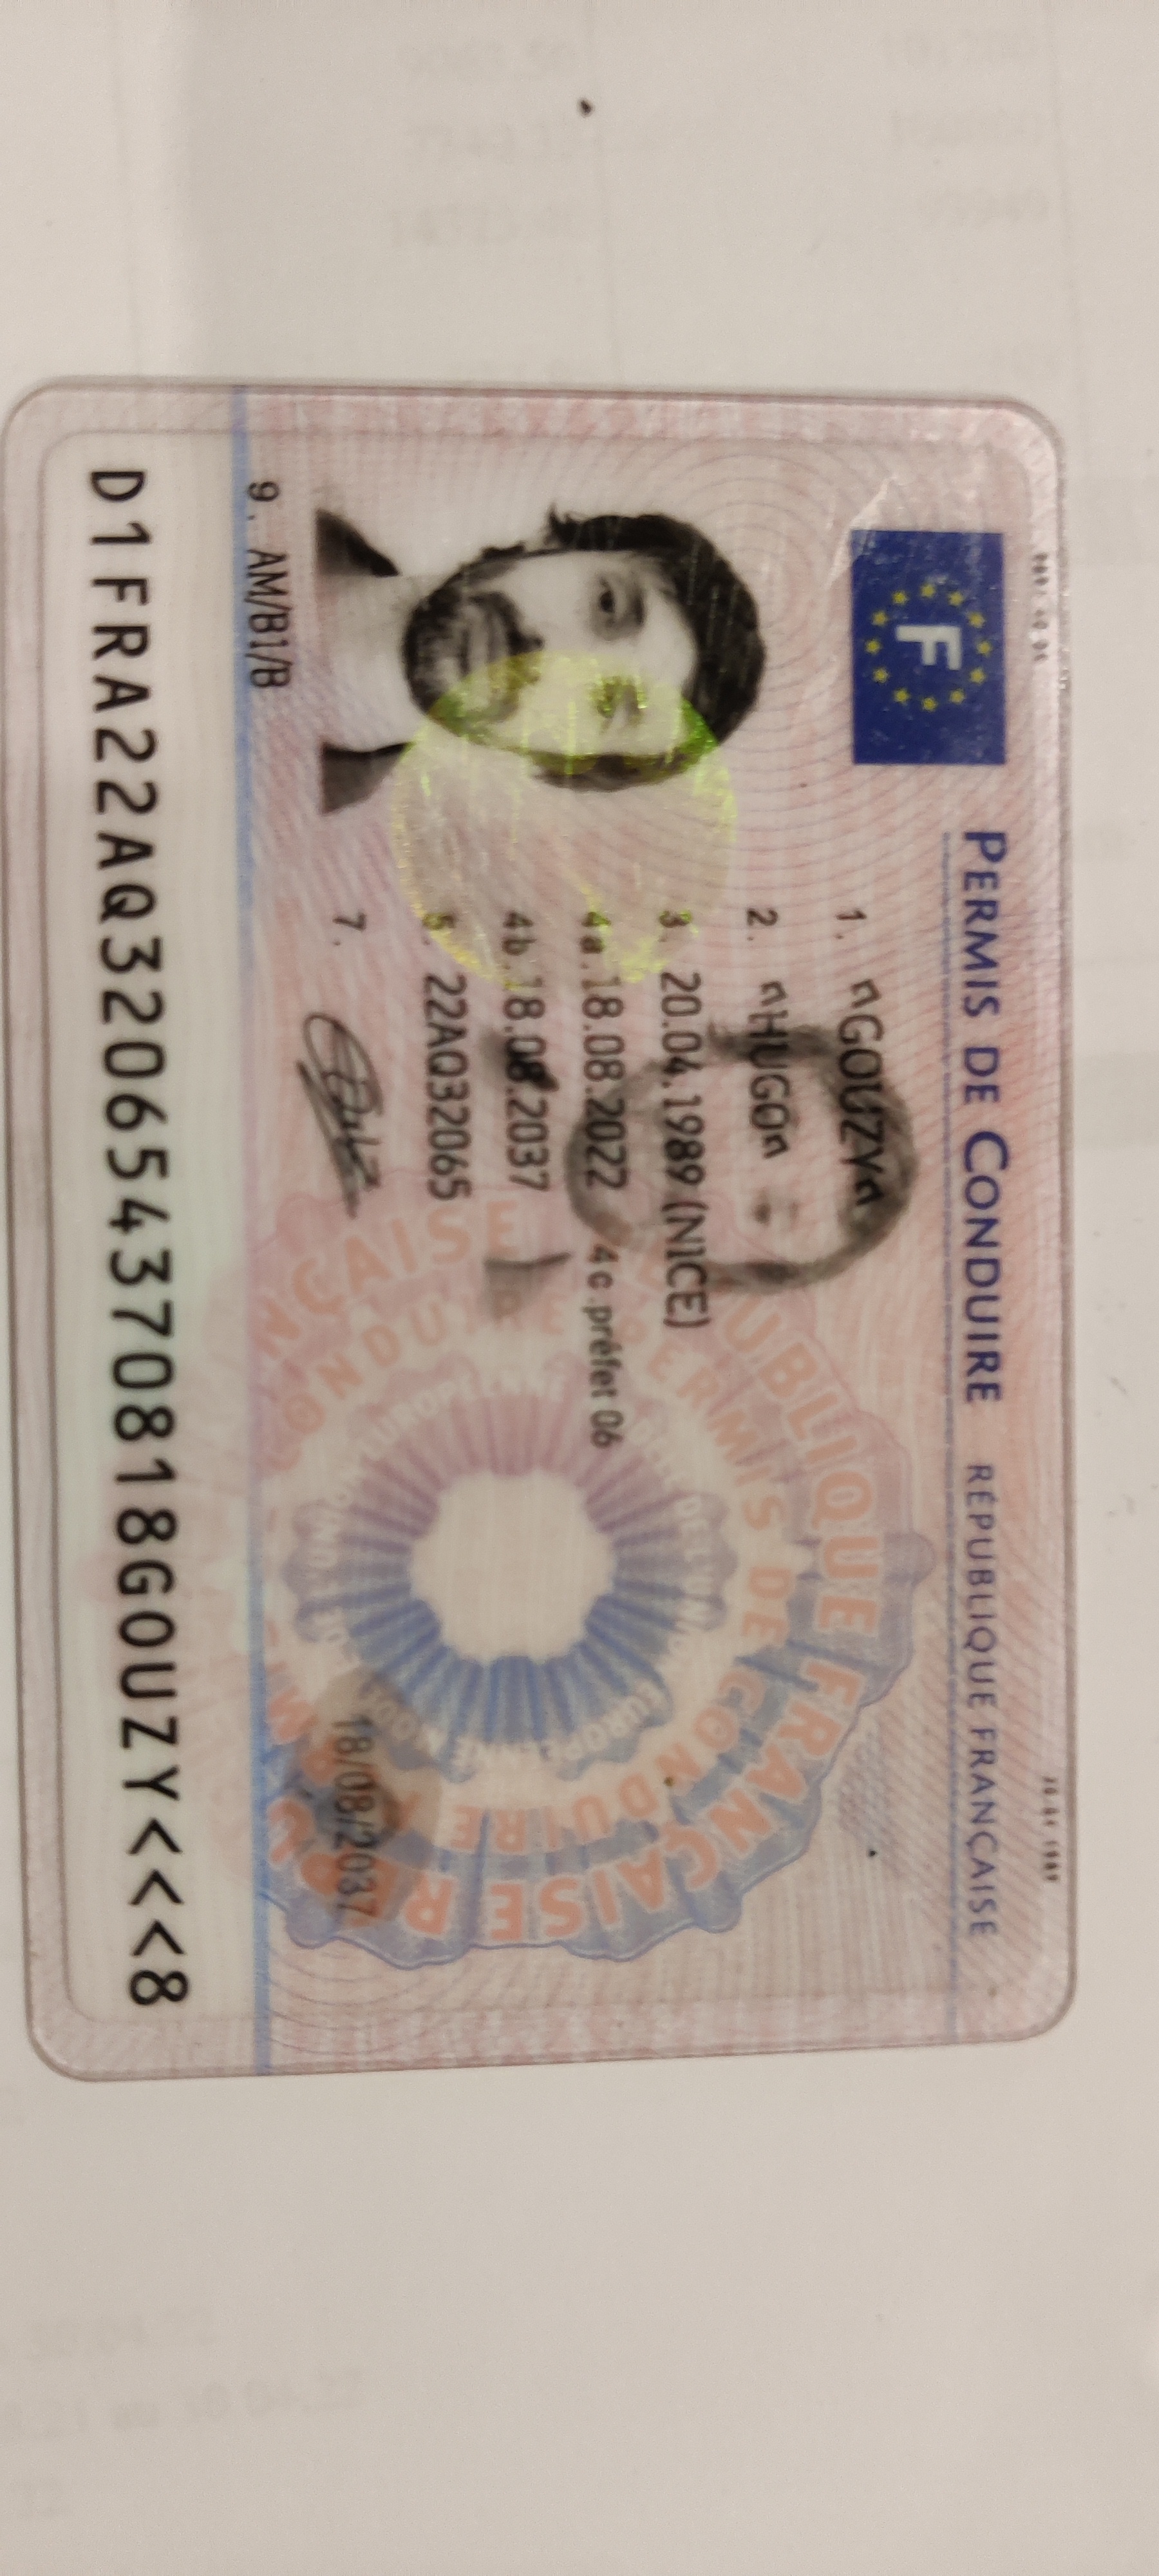 PERMIS DE CONDUIRE RÉPUBLIQUE FRANÇAISE
F
1. GOUZY
2. HUGO
3. 20.04.1989 (NICE)
4a. 18.08.2022 4c. préfet 06
4b. 18.08.2037
5. 22AQ32065
7.
18/08/2037
9. AM/B1/B
RÉPUBLIQUE FRANÇAISE
PERMIS DE CONDUIRE
D1FRA22AQ320654370818GOUZY<<<8